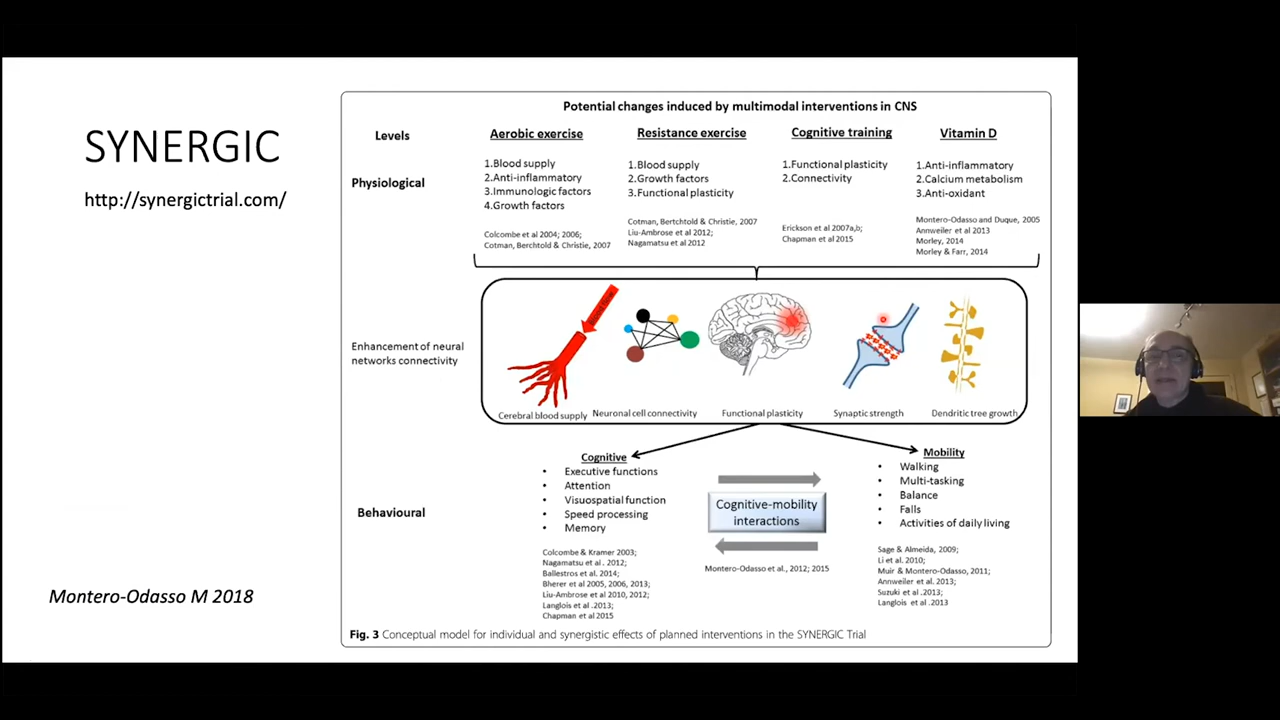 SYNERGIC
http://synergictrial.com/
Montero-Odasso M 2018
Potential changes induced by multimodal interventions in CNS
Levels
Aerobic exercise
Resistance exercise
Cognitive training
Vitamin D
Physiological
1.Blood supply
2.Anti-inflammatory
3.Immunologic factors
4.Growth factors
Colcombe et al 2004; 2006;
Cotman, Berchtold & Christie, 2007
1.Blood supply
2.Growth factors
3.Functional plasticity
Cotman, Bertchtold & Christie, 2007
Liu-Ambrose et al 2012;
Nagamatsu et al 2012
1.Functional plasticity
2.Connectivity
Erickson et al 2007a,b;
Chapman et al 2015
1.Anti-inflammatory
2.Calcium metabolism
3.Anti-oxidant
Montero-Odasso and Duque, 2005
Annweiler et al 2013
Morley, 2014
Morley & Farr, 2014
Enhancement of neural
networks connectivity
Cerebral blood supply
Neuronal cell connectivity
Functional plasticity
Synaptic strength
Dendritic tree growth
Behavioural
Cognitive
• Executive functions
• Attention
• Visuospatial function
• Speed processing
• Memory
Colcombe & Kramer 2003;
Nagamatsu et al . 2012;
Ballestros et al. 2014;
Bherer et al 2005, 2006, 2013;
Liu-Ambrose et al 2010, 2012;
Langlois et al .2013;
Chapman et al 2015
Cognitive-mobility
interactions
Montero-Odasso et al., 2012; 2015
Mobility
• Walking
• Multi-tasking
• Balance
• Falls
• Activities of daily living
Sage & Almeida, 2009;
Li et al. 2010;
Muir & Montero-Odasso, 2011;
Annweiler et al. 2013;
Suzuki et al .2013;
Langlois et al .2013
Fig. 3 Conceptual model for individual and synergistic effects of planned interventions in the SYNERGIC Trial